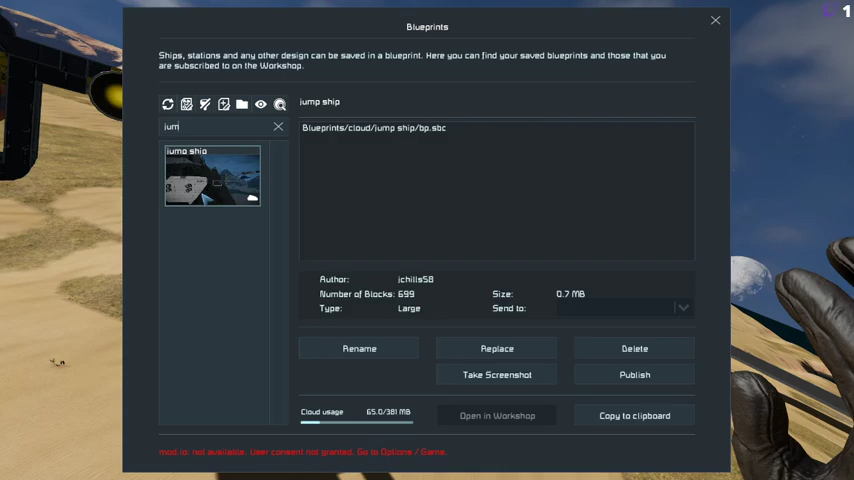 1
Blueprints
Ships, stations and any other design can be saved in a blueprint. Here you can find your saved blueprints and those that you
are subscribed to on the Workshop.
jump ship
jum
Blueprints/cloud/jump ship/bp.sbc
jump ship
Author: jchills58
Number of Blocks: 699 Size: 0.7 MB
Type: Large Send to:
Rename Replace Delete
Take Screenshot Publish
Cloud usage 65.0/381 MB Open in Workshop Copy to clipboard
mod.io: not available. User consent not granted. Go to Options / Game.